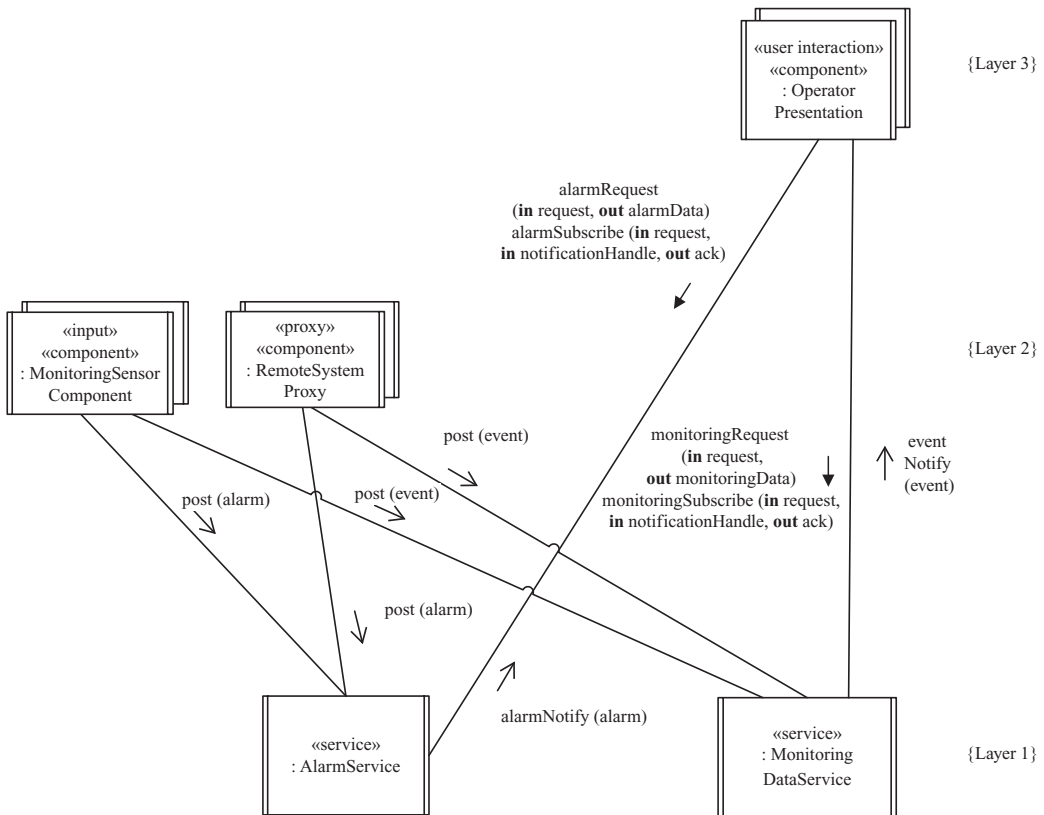 «user interaction»
«component»
: Operator
Presentation
{Layer 3}
alarmRequest
(in request, out alarmData)
alarmSubscribe (in request,
in notificationHandle, out ack)
«input»
«component»
: MonitoringSensor
Component
«proxy»
«component»
: RemoteSystem
Proxy
{Layer 2}
post (event)
monitoringRequest
(in request,
out monitoringData)
monitoringSubscribe (in request,
in notificationHandle, out ack)
event
Notify
(event)
post (alarm)
post (event)
post (alarm)
alarmNotify (alarm)
«service»
: AlarmService
«service»
: Monitoring
DataService
{Layer 1}